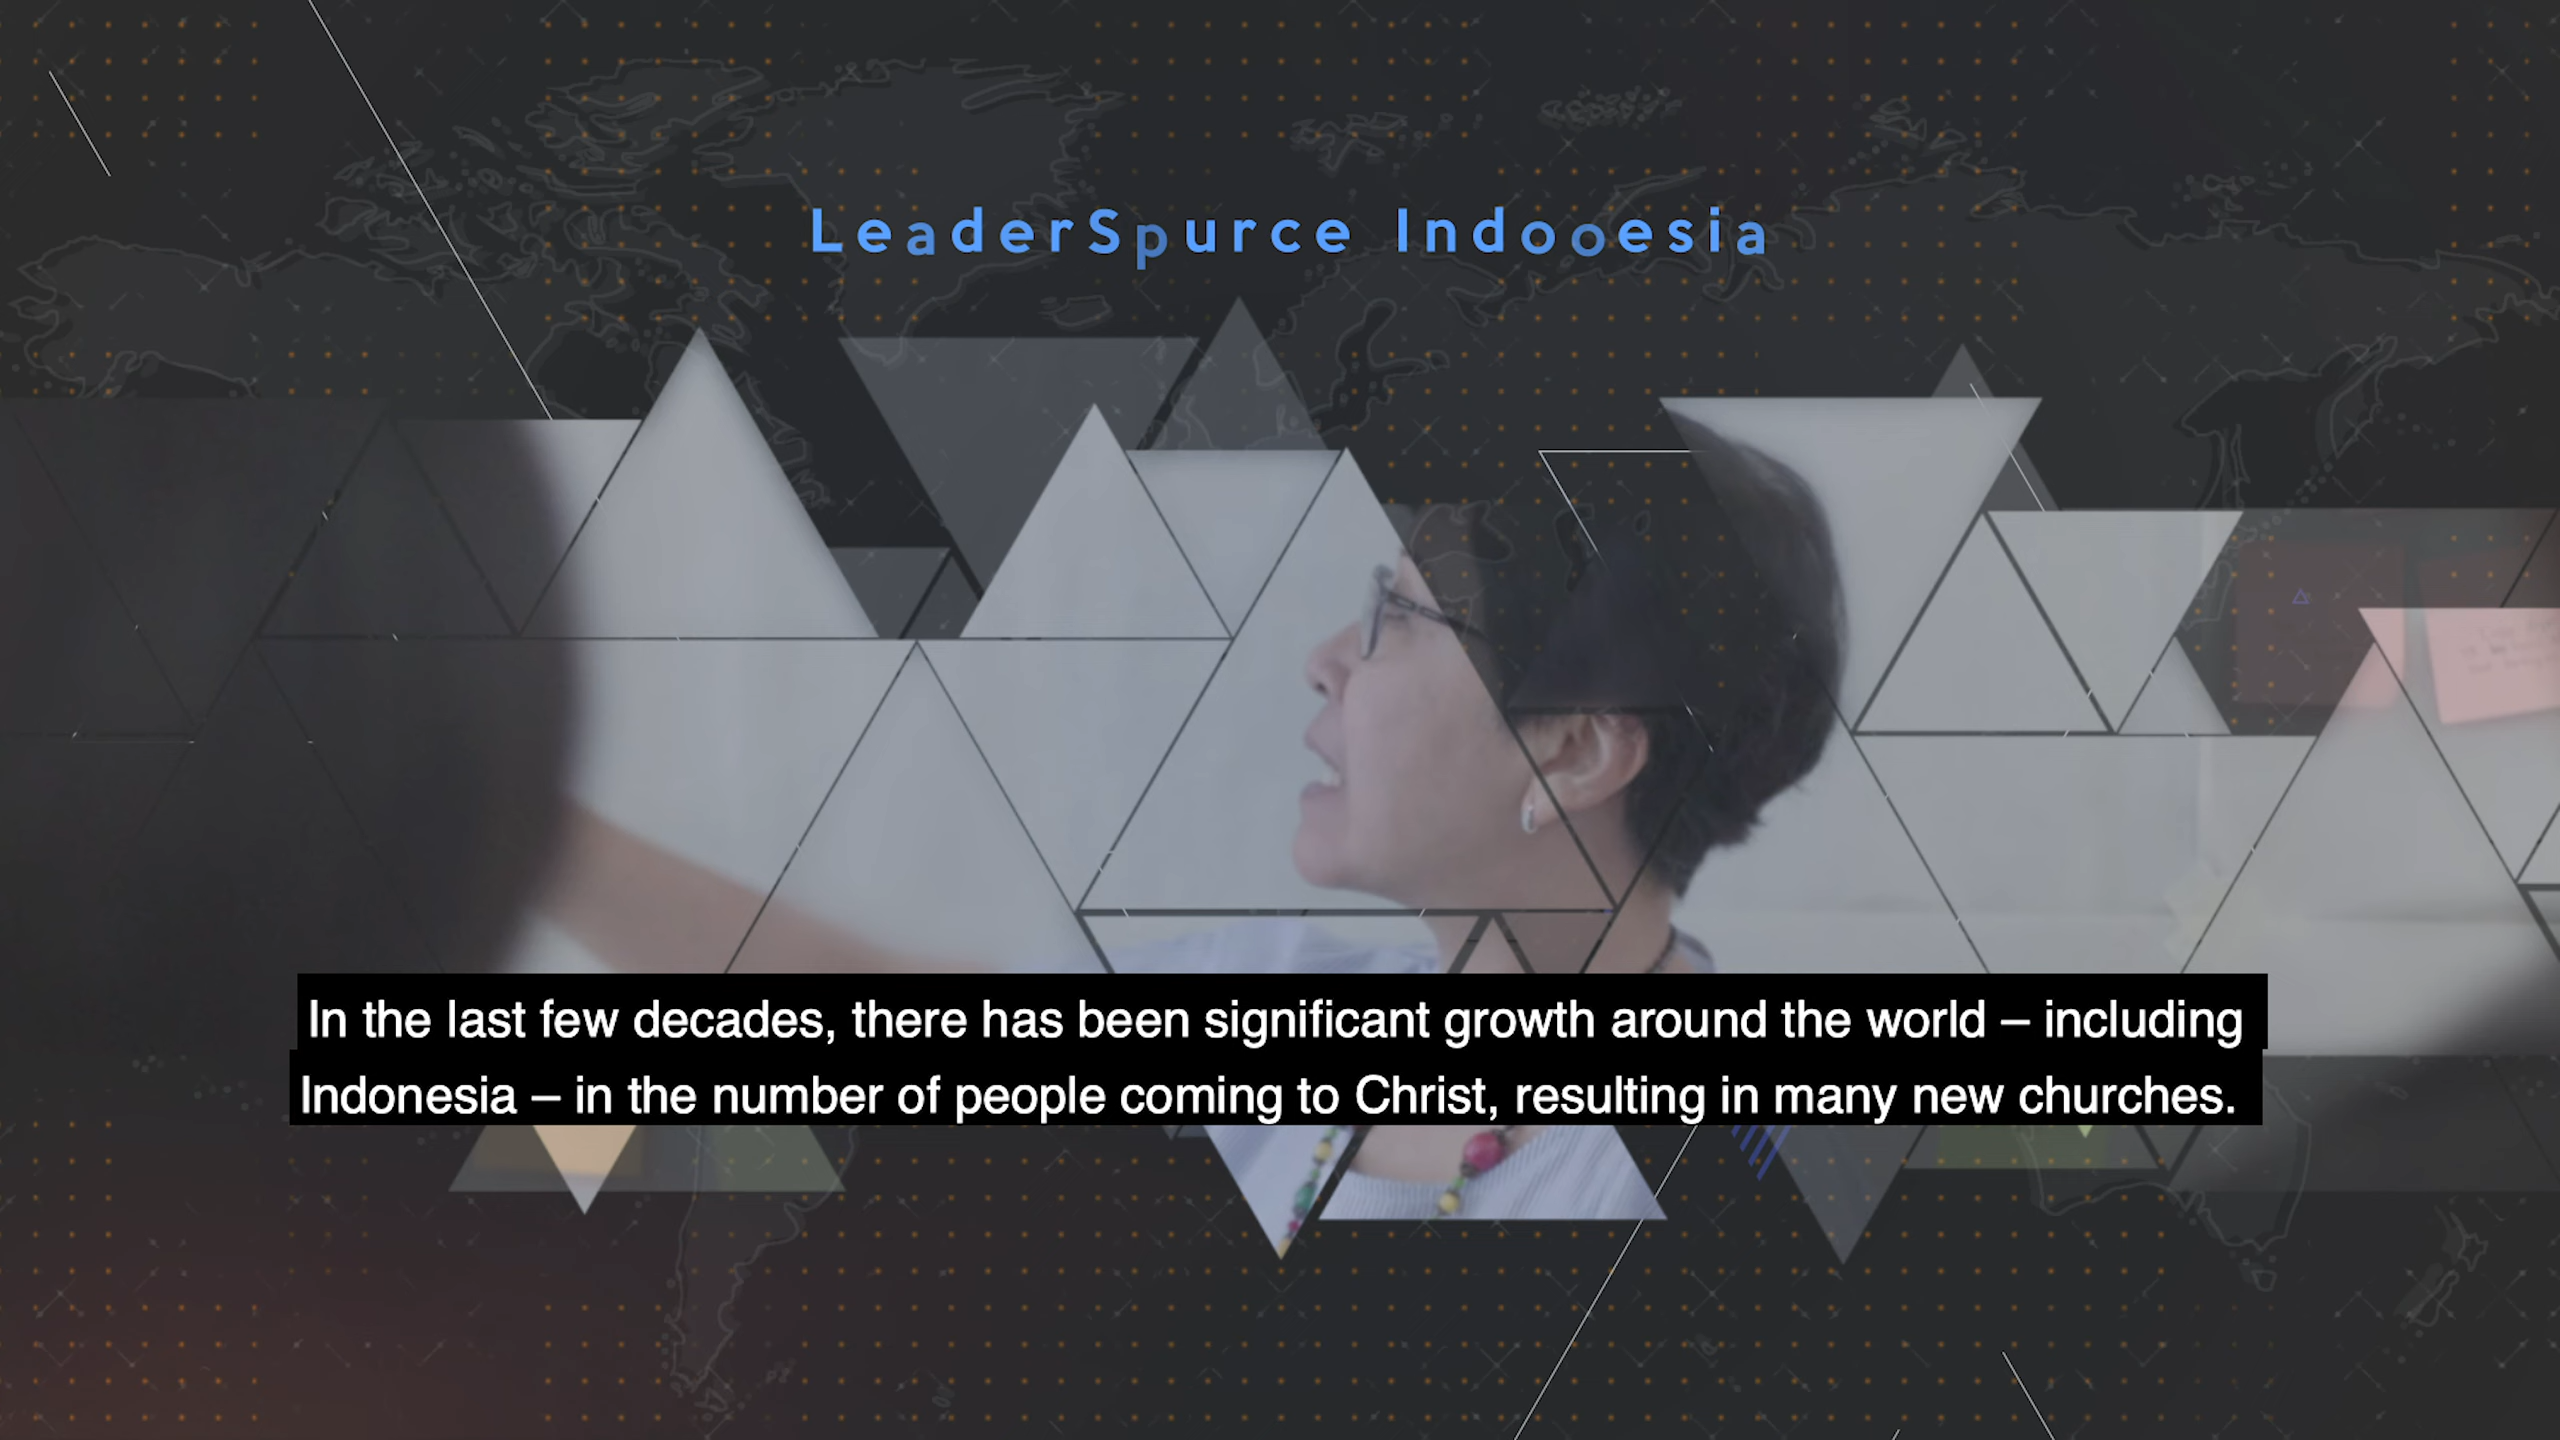 LeaderSpurce Indooesia
In the last few decades, there has been significant growth around the world – including
Indonesia – in the number of people coming to Christ, resulting in many new churches.